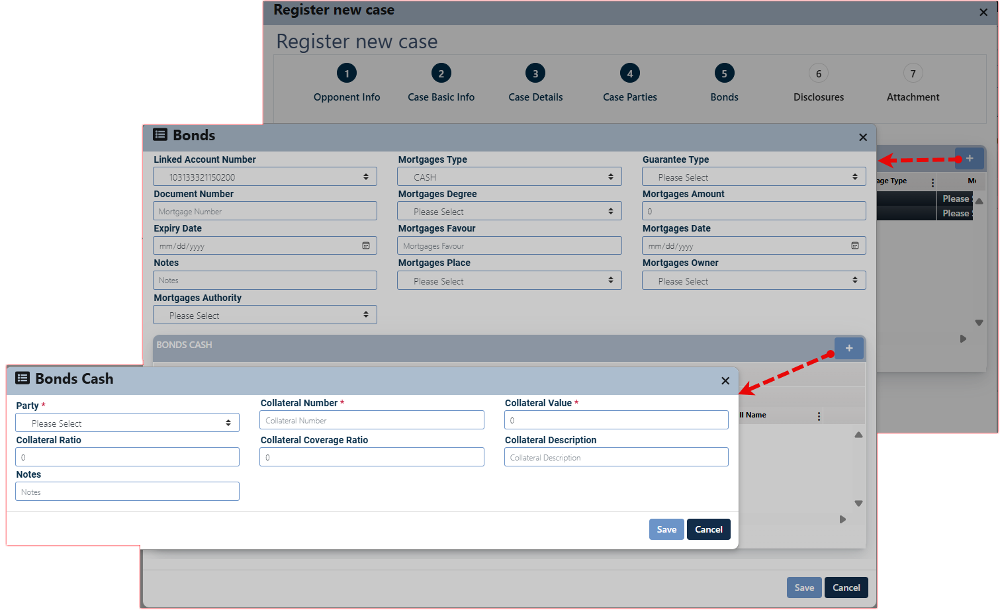 Register new case
Register new case
1 2 3 4 5 6 7
Opponent Info Case Basic Info Case Details Case Parties Bonds Disclosures Attachment
Bonds
Linked Account Number Mortgages Type Guarantee Type
103133321150200 CASH Please Select
Document Number Mortgages Degree Mortgages Amount
Mortgage Number Please Select 0
Expiry Date Mortgages Favour Mortgages Date
mm/dd/yyyy Mortgages Favour mm/dd/yyyy
Notes Mortgages Place Mortgages Owner
Notes Please Select Please Select
Mortgages Authority
Please Select
+
age Type
Please
Please
BONDS CASH +
Name
Bonds Cash
Party * Collateral Number * Collateral Value *
Please Select Collateral Number 0
Collateral Ratio Collateral Coverage Ratio Collateral Description
0 0 Collateral Description
Notes
Notes
Save Cancel
Save Cancel